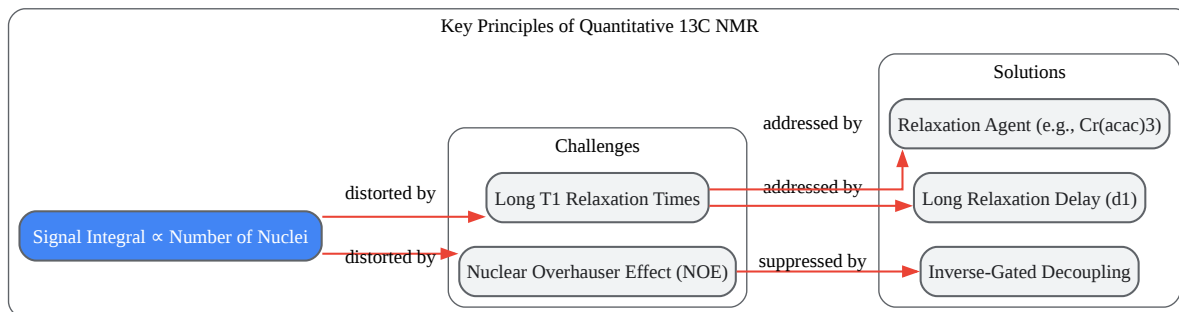 Key Principles of Quantitative 13C NMR
Solutions
addressed by
Relaxation Agent (e.g., Cr(acac)3)
Challenges
distorted by
Long T1 Relaxation Times
addressed by
Long Relaxation Delay (d1)
Signal Integral ∝ Number of Nuclei
distorted by
Nuclear Overhauser Effect (NOE)
suppressed by
Inverse-Gated Decoupling